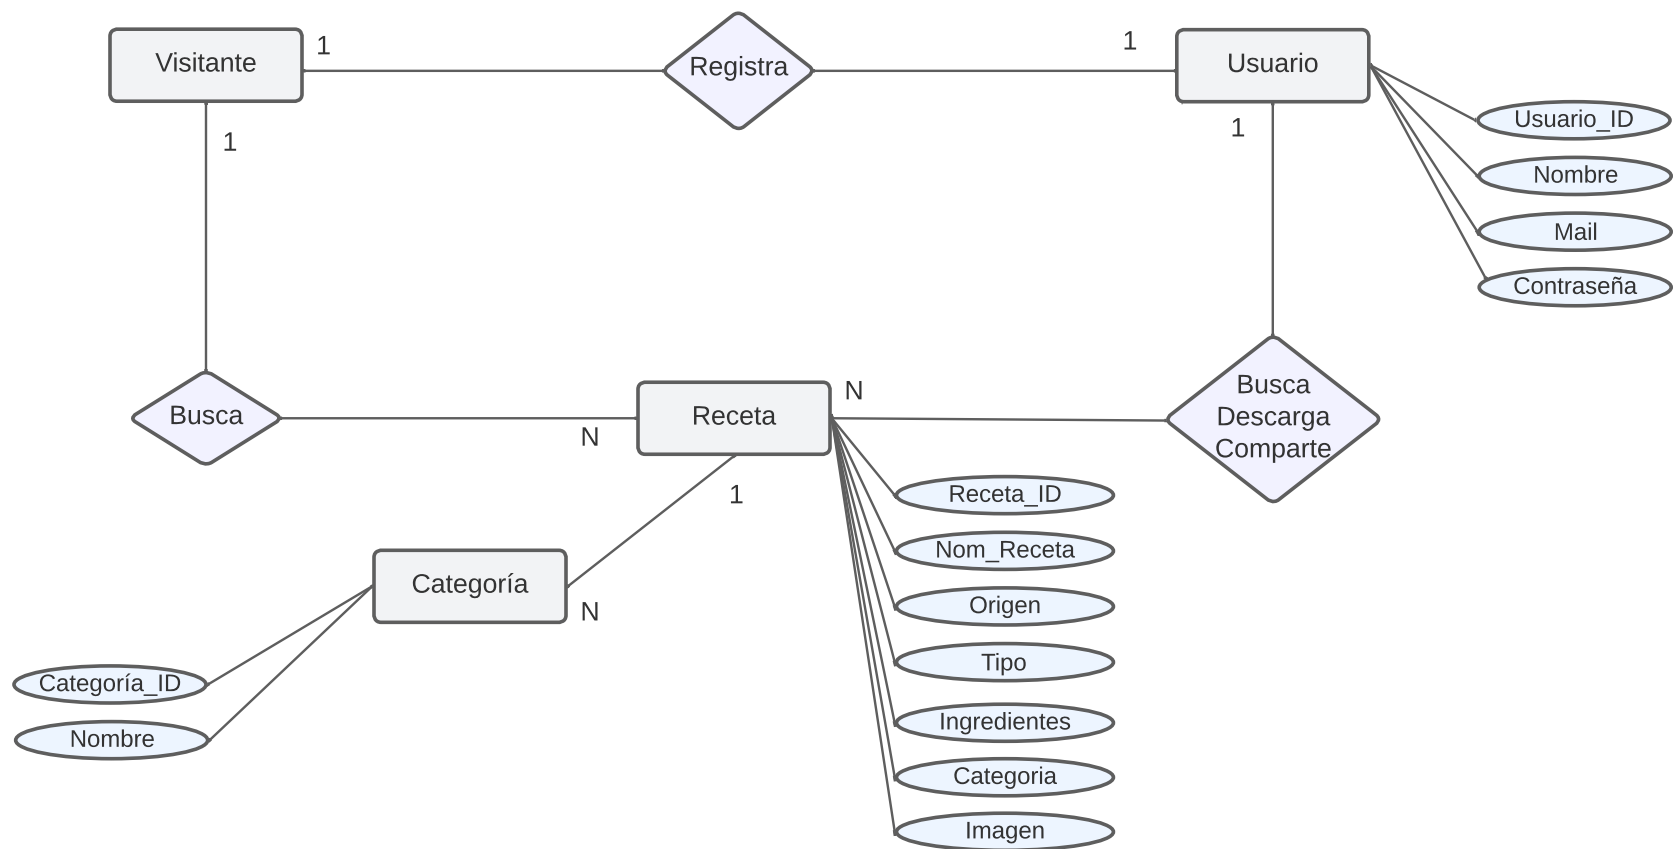 Visitante
1
Registra
1
Usuario
1
1
Usuario_ID
Nombre
Mail
Contraseña
Busca
N
Receta
N
Busca
Descarga
Comparte
1
Receta_ID
Nom_Receta
Origen
Tipo
Ingredientes
Categoria
Imagen
Categoría
N
Categoría_ID
Nombre